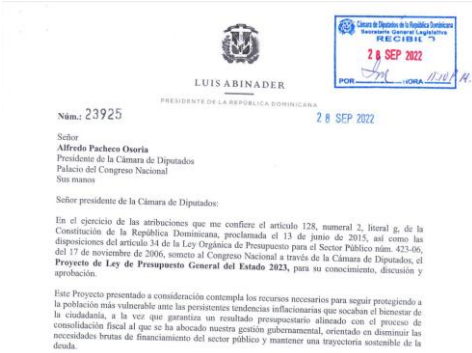 Cámara de Diputados de la República Dominicana
Secretaría General Legislativa
RECIBIDO
28 SEP 2022
POR HORA 11:10 A.M.
LUIS ABINADER
PRESIDENTE DE LA REPÚBLICA DOMINICANA
Núm.: 23925
28 SEP 2022
Señor
Alfredo Pacheco Osoria
Presidente de la Cámara de Diputados
Palacio del Congreso Nacional
Sus manos
Señor presidente de la Cámara de Diputados:
En el ejercicio de las atribuciones que me confiere el artículo 128, numeral 2, literal g, de la
Constitución de la República Dominicana, proclamada el 13 de junio de 2015, así como las
disposiciones del artículo 34 de la Ley Orgánica de Presupuesto para el Sector Público núm. 423-06,
del 17 de noviembre de 2006, someto al Congreso Nacional a través de la Cámara de Diputados, el
Proyecto de Ley de Presupuesto General del Estado 2023, para su conocimiento, discusión y
aprobación.
Este Proyecto presentado a consideración contempla los recursos necesarios para seguir protegiendo a
la población más vulnerable ante las persistentes tendencias inflacionarias que socaban el bienestar de
la ciudadanía, a la vez que garantiza un resultado presupuestario alineado con el proceso de
consolidación fiscal al que se ha abocado nuestra gestión gubernamental, orientado en disminuir las
necesidades brutas de financiamiento del sector público y mantener una trayectoria sostenible de la
deuda.